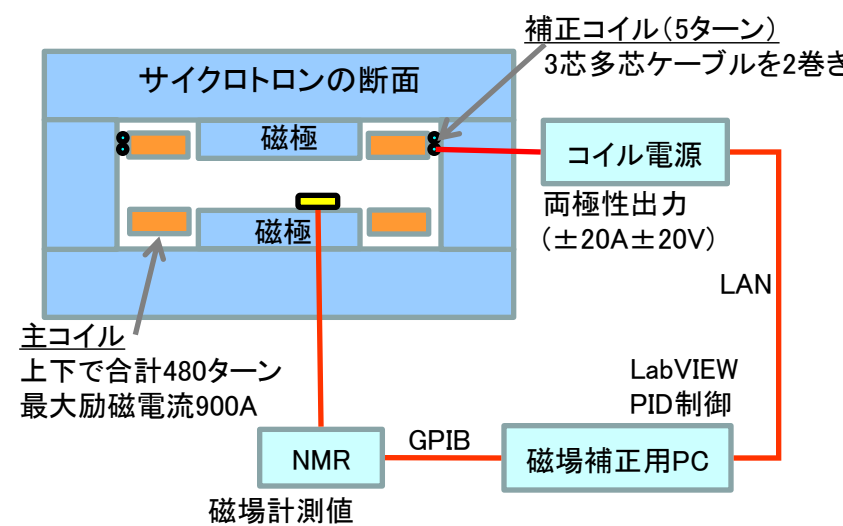 補正コイル(5ターン)
3芯多芯ケーブルを2巻き
サイクロトロンの断面
磁極
コイル電源
両極性出力
(±20A±20V)
磁極
LAN
主コイル
上下で合計480ターン
最大励磁電流900A
LabVIEW
PID制御
NMR
GPIB
磁場補正用PC
磁場計測値